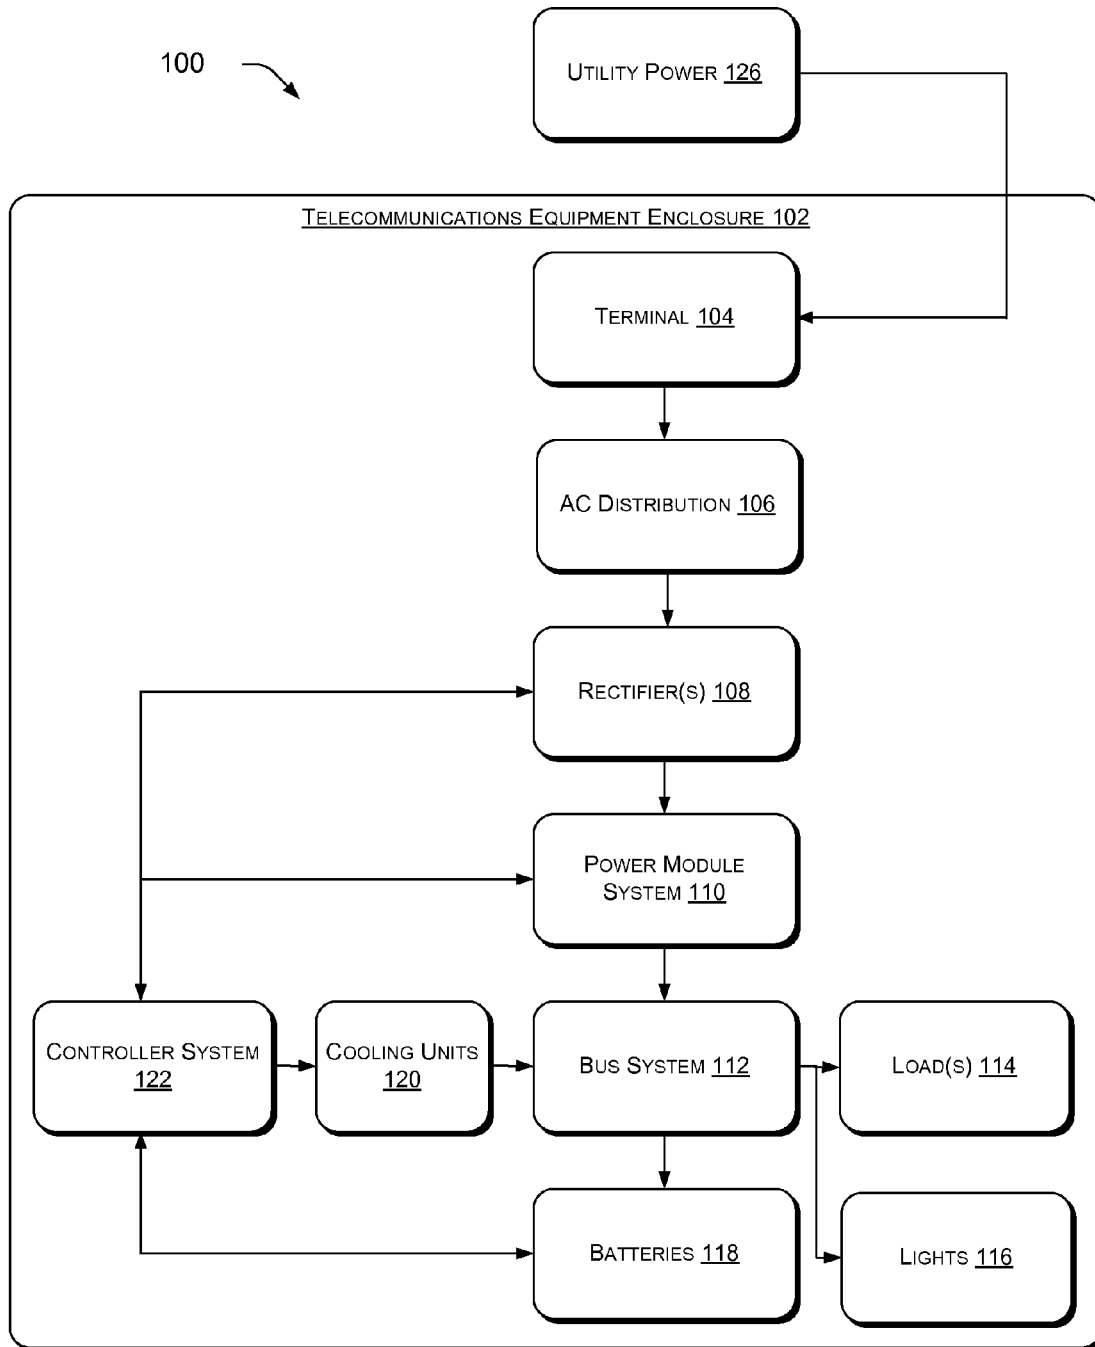 100
Utility Power 126
Telecommunications Equipment Enclosure 102
Terminal 104
AC Distribution 106
Rectifier(s) 108
Power Module
System 110
Controller System
122
Cooling Units
120
Bus System 112
Load(s) 114
Batteries 118
Lights 116